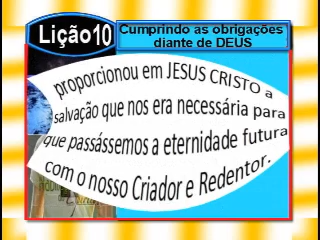 Lição10
Cumprindo as obrigações
diante de DEUS
proporcionou em JESUS CRISTO a
salvação que nos era necessária para
que passássemos a eternidade futura
com o nosso Criador e Redentor.